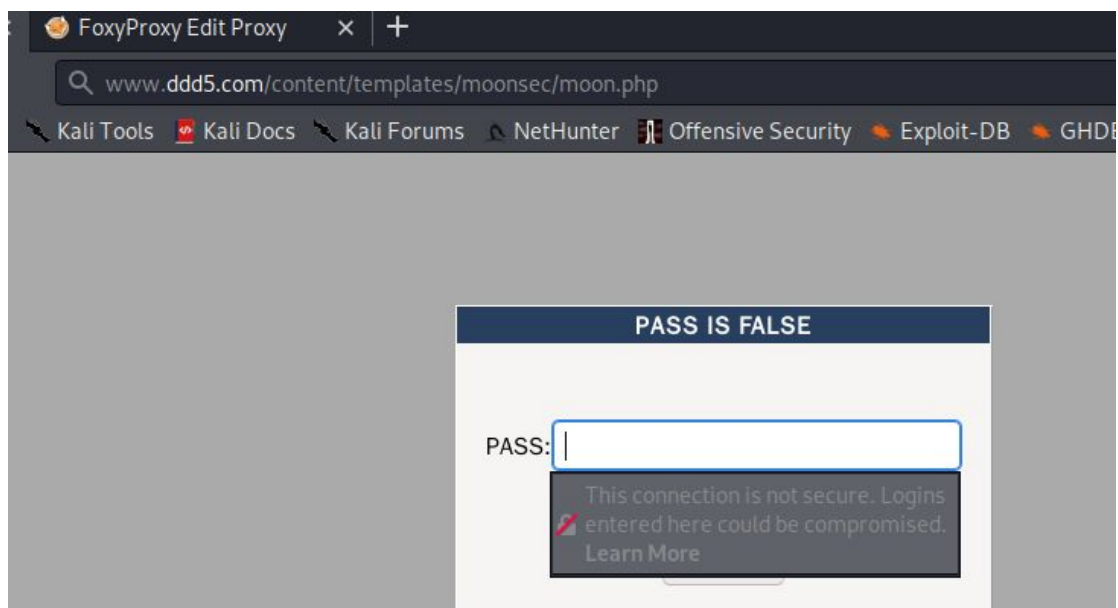 FoxyProxy Edit Proxy
www.ddd5.com/content/templates/moonsec/moon.php
Kali Tools Kali Docs Kali Forums NetHunter Offensive Security Exploit-DB GHDB
PASS IS FALSE
PASS:
This connection is not secure. Logins
entered here could be compromised.
Learn More